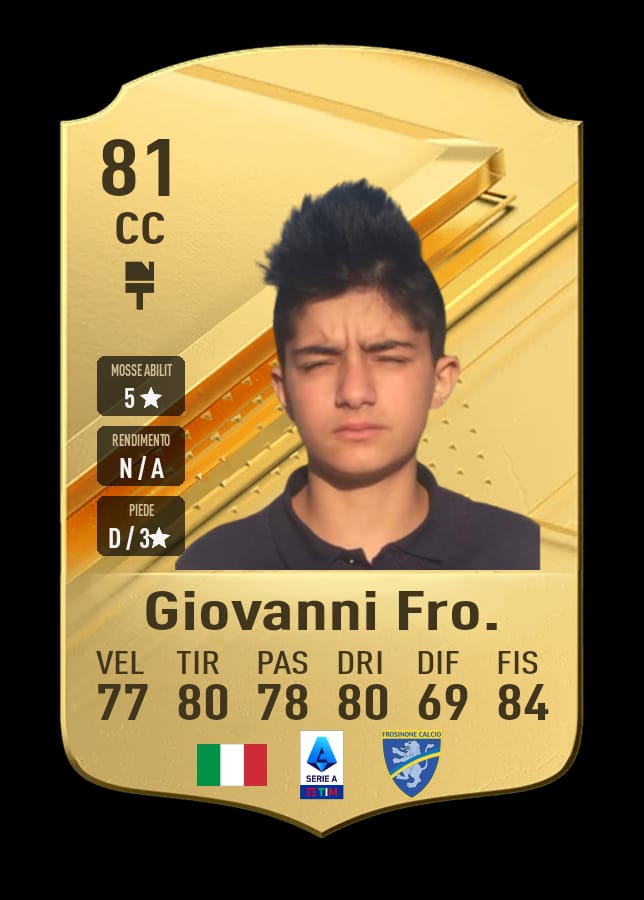 81
CC
NT
MOSSE ABILIT
5 ★
RENDIMENTO
N / A
PIEDE
D / 3★
Giovanni Fro.
VEL TIR PAS DRI DIF FIS
77 80 78 80 69 84
FROSINONE CALCIO
SERIE A
TIM